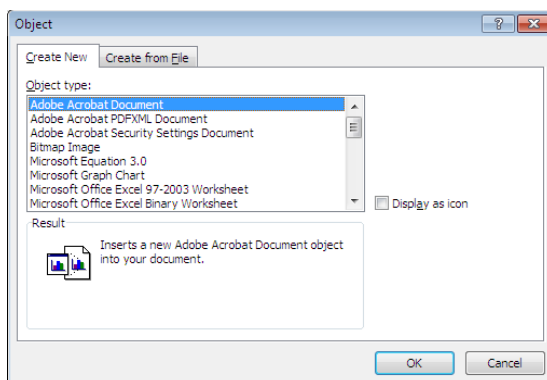 Object
Create New
Create from File
Object type:
Adobe Acrobat Document
Adobe Acrobat PDFXML Document
Adobe Acrobat Security Settings Document
Bitmap Image
Microsoft Equation 3.0
Microsoft Graph Chart
Microsoft Office Excel 97-2003 Worksheet
Microsoft Office Excel Binary Worksheet
Display as icon
Result
Inserts a new Adobe Acrobat Document object
into your document.
OK
Cancel